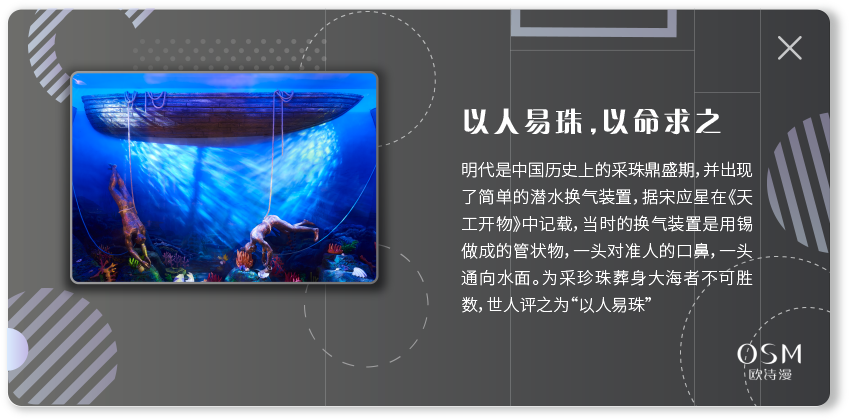 以人易珠,以命求之
明代是中国历史上的采珠鼎盛期,并出现
了简单的潜水换气装置,据宋应星在《天
工开物》中记载,当时的换气装置是用锡
做成的管状物,一头对准人的口鼻,一头
通向水面。为采珍珠葬身大海者不可胜
数,世人评之为“以人易珠”
OSM
欧诗漫